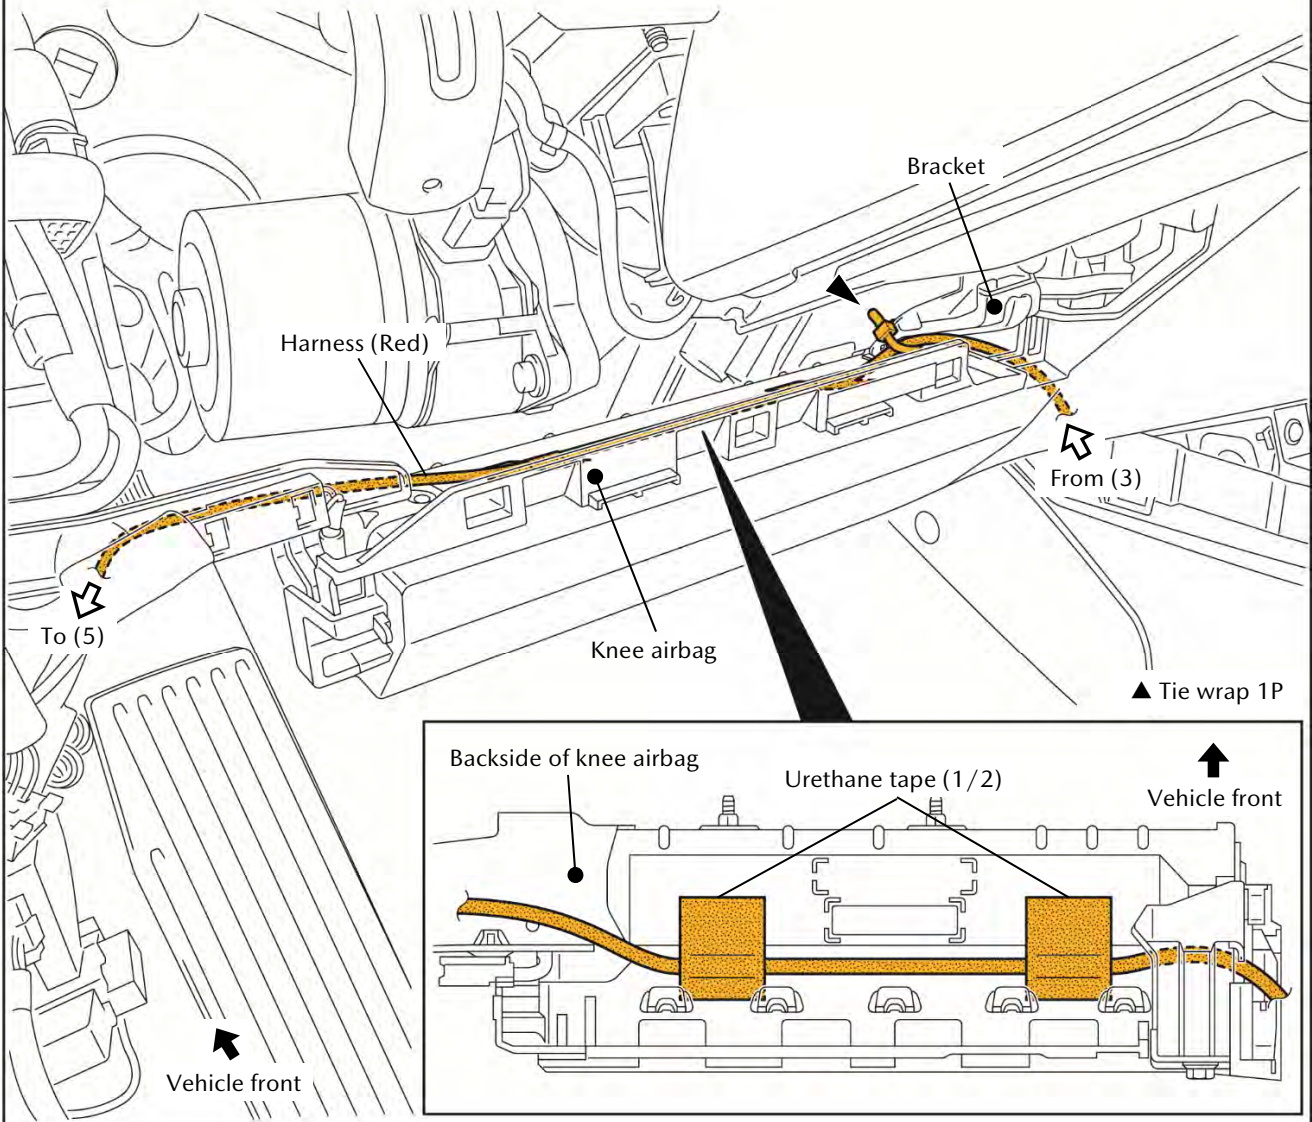 Bracket
Harness (Red)
From (3)
To (5)
Knee airbag
▲ Tie wrap 1P
Backside of knee airbag
Urethane tape (1/2)
Vehicle front
Vehicle front